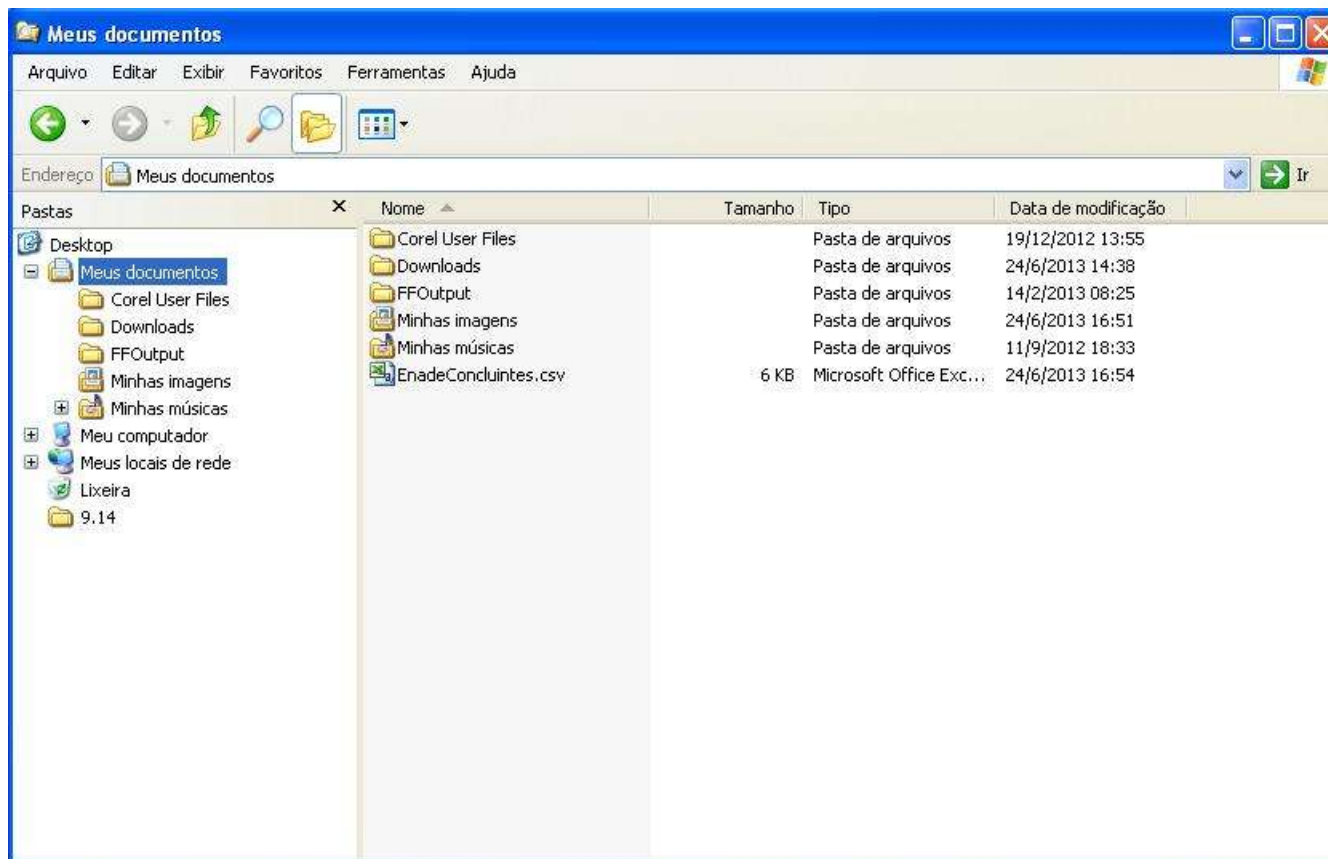 Meus documentos
Arquivo Editar Exibir Favoritos Ferramentas Ajuda
Endereço Meus documentos Ir
Pastas
Desktop
Meus documentos
Corel User Files
Downloads
FFOutput
Minhas imagens
Minhas músicas
Meu computador
Meus locais de rede
Lixeira
9.14
Nome Tamanho Tipo Data de modificação
Corel User Files Pasta de arquivos 19/12/2012 13:55
Downloads Pasta de arquivos 24/6/2013 14:38
FFOutput Pasta de arquivos 14/2/2013 08:25
Minhas imagens Pasta de arquivos 24/6/2013 16:51
Minhas músicas Pasta de arquivos 11/9/2012 18:33
EnadeConcluintes.csv 6 KB Microsoft Office Exc... 24/6/2013 16:54